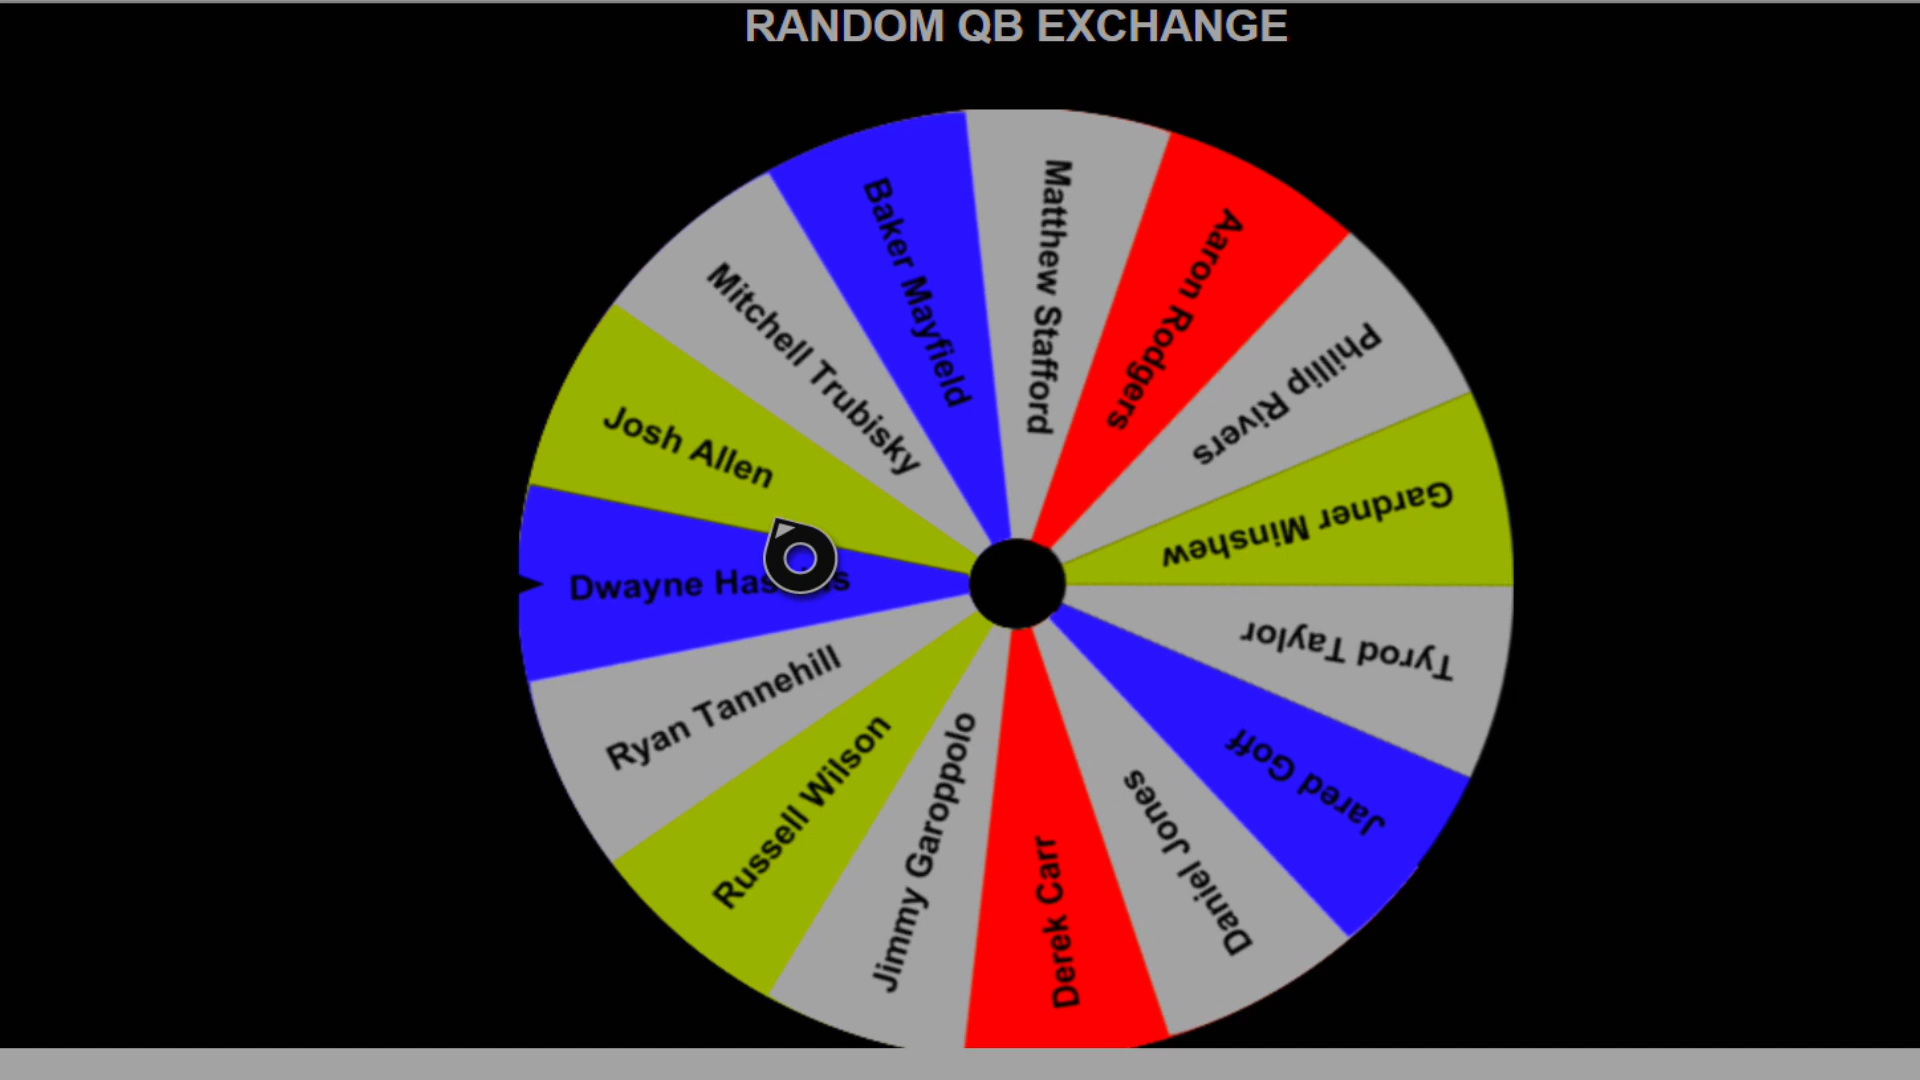 RANDOM QB EXCHANGE
Matthew Stafford
Aaron Rodgers
Phillip Rivers
Gardner Minshew
Tyrod Taylor
Jared Goff
Daniel Jones
Derek Carr
Jimmy Garoppolo
Russell Wilson
Ryan Tannehill
Dwayne
Josh Allen
Mitchell Trubisky
Baker Mayfield